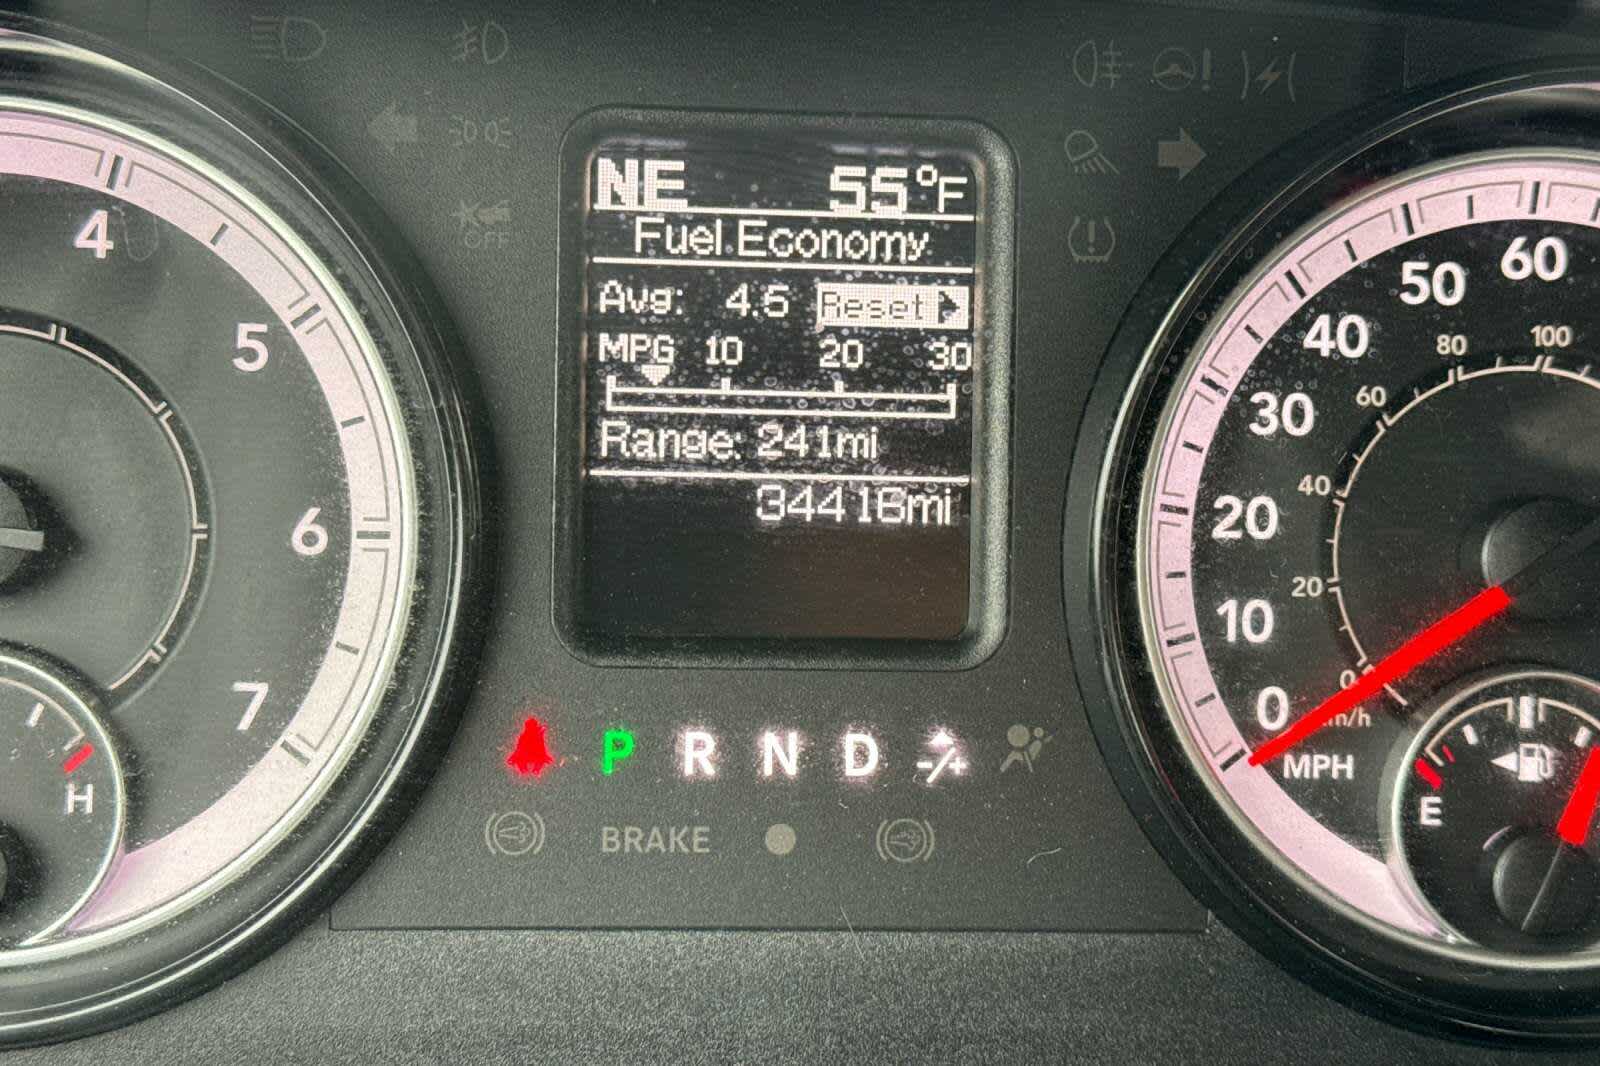 NE 55°F
Fuel Economy
Avg: 4.5 Reset
MPG 10 20 30
Range: 241mi
34416mi
4
5
6
7
H
OFF
P R N D -/+
BRAKE
60
50
40
30
20
10
0
MPH
100
80
60
40
20
0
km/h
E